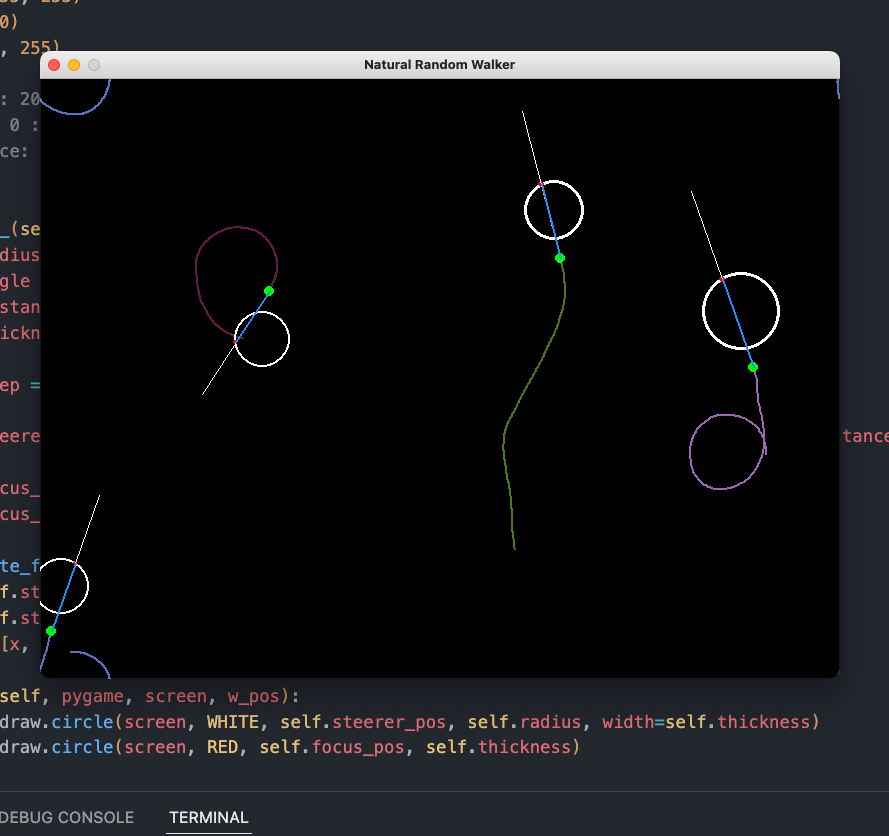 255)
0)
, 255)
Natural Random Walker
: 20
0 :
ce:
_(se
dius
gle
stan
ickn
ep =
eere
tance
cus_
cus_
te_f
f.st
f.st
[x,
self, pygame, screen, w_pos):
draw.circle(screen, WHITE, self.steerer_pos, self.radius, width=self.thickness)
draw.circle(screen, RED, self.focus_pos, self.thickness)
DEBUG CONSOLE
TERMINAL